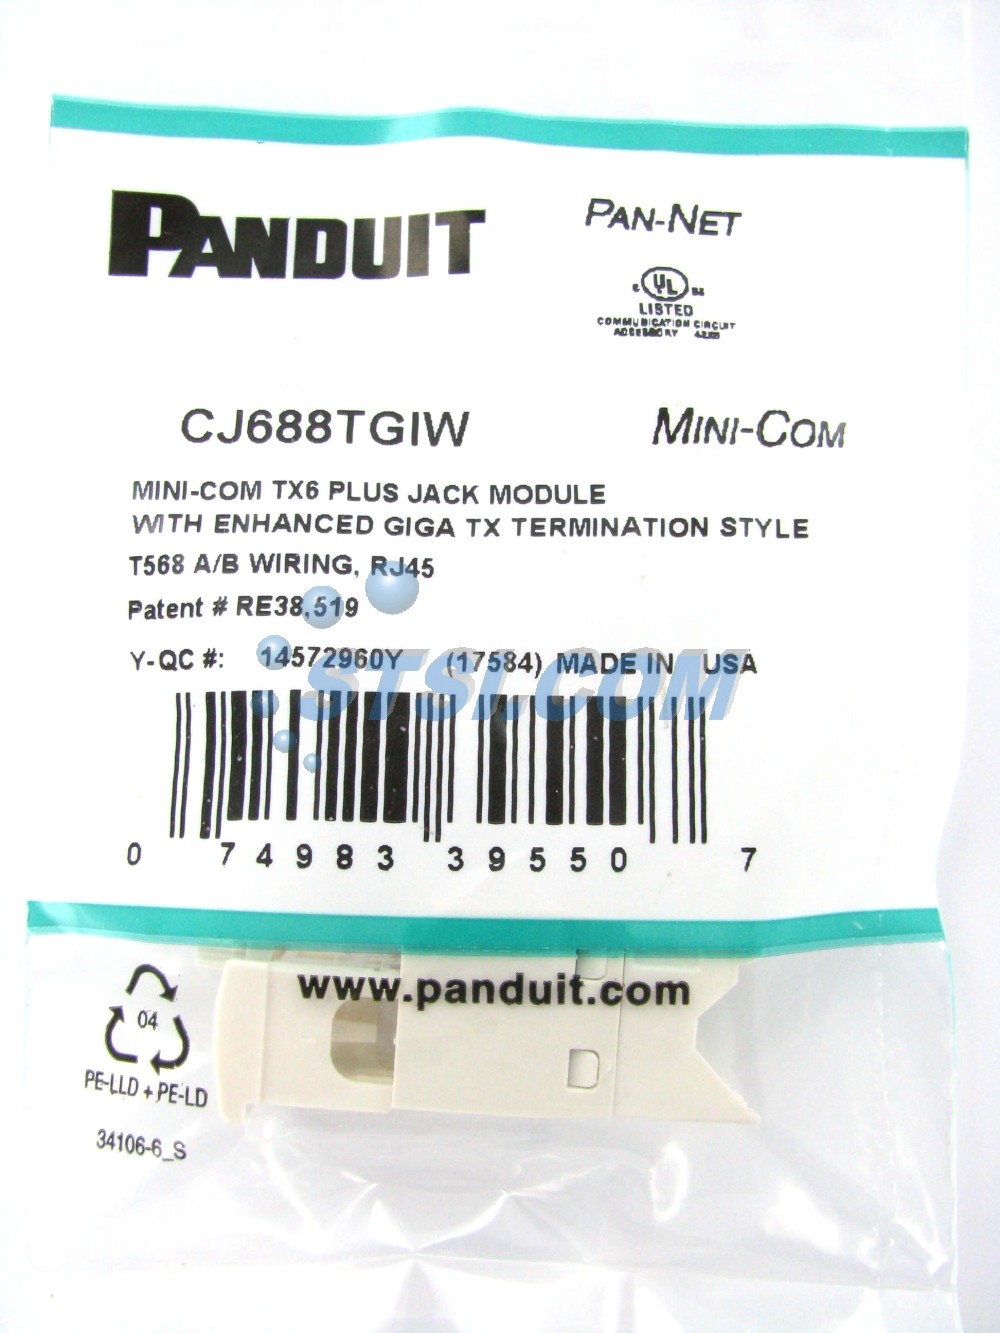 PANDUIT
PAN-NET
UL
LISTED
COMMUNICATION CIRCUIT
ACCESSORY
CJ688TGIW
MINI-COM
MINI-COM TX6 PLUS JACK MODULE
WITH ENHANCED GIGA TX TERMINATION STYLE
T568 A/B WIRING, RJ45
Patent # RE38,519
Y-QC #: 14572960Y (17584) MADE IN USA
STSI.COM
0 74983 39550 7
www.panduit.com
04
PE-LLD + PE-LD
34106-6_S